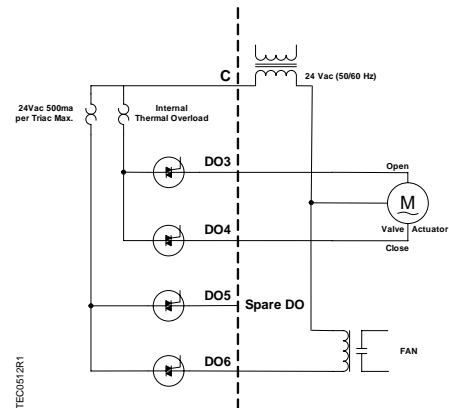 C
24 Vac (50/60 Hz)
24Vac 500ma
per Triac Max.
Internal
Thermal Overload
DO3
Open
M
DO4
Valve Actuator
Close
DO5
Spare DO
DO6
FAN
TEC0512R1